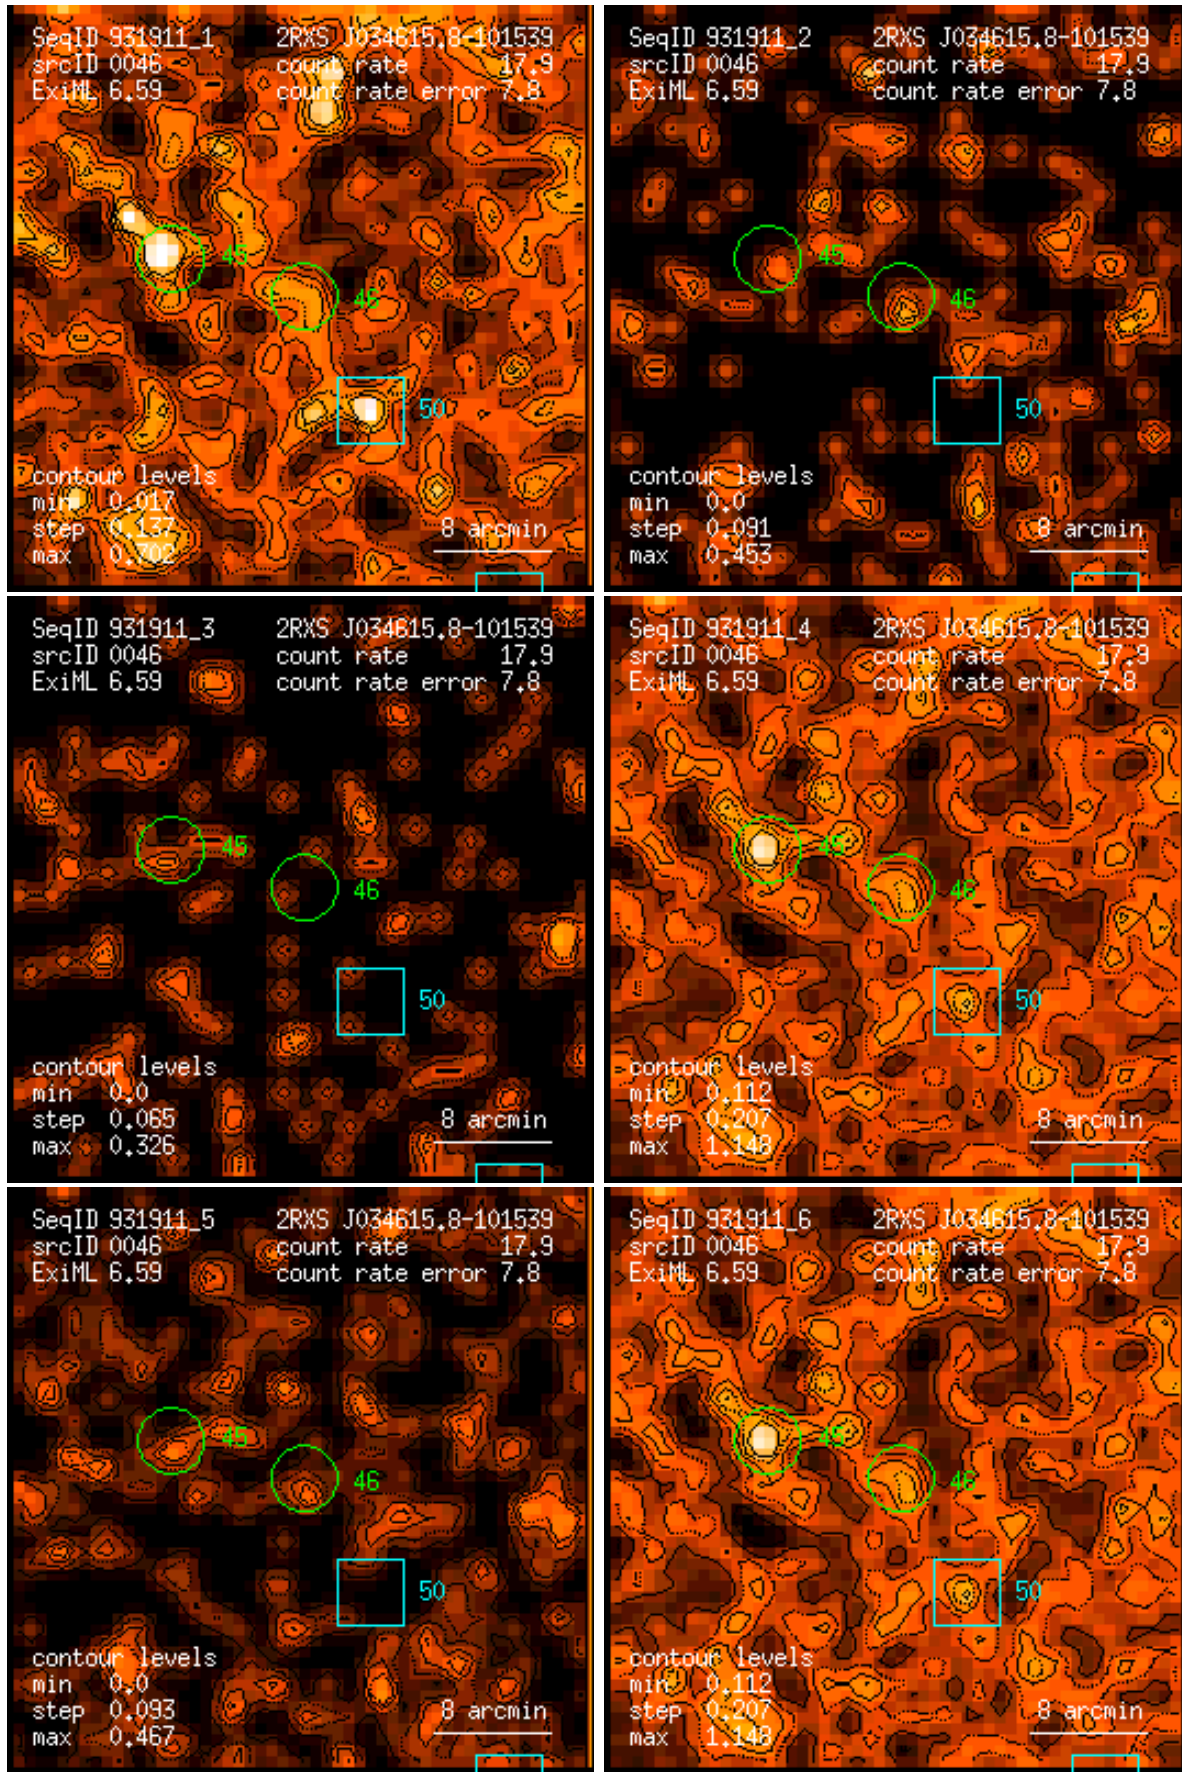 SeqID 931911_1 2RXS J034615.8-101539
srcID 0046 count rate 17.9
ExiML 6.59 count rate error 7.8
45
46
50
contour levels
min 0.017
step 0.137
max 0.702
8 arcmin
SeqID 931911_2 2RXS J034615.8-101539
srcID 0046 count rate 17.9
ExiML 6.59 count rate error 7.8
45
46
50
contour levels
min 0.0
step 0.091
max 0.453
8 arcmin
SeqID 931911_3 2RXS J034615.8-101539
srcID 0046 count rate 17.9
ExiML 6.59 count rate error 7.8
45
46
50
contour levels
min 0.0
step 0.065
max 0.326
8 arcmin
SeqID 931911_4 2RXS J034615.8-101539
srcID 0046 count rate 17.9
ExiML 6.59 count rate error 7.8
45
46
50
contour levels
min 0.112
step 0.207
max 1.148
8 arcmin
SeqID 931911_5 2RXS J034615.8-101539
srcID 0046 count rate 17.9
ExiML 6.59 count rate error 7.8
45
46
50
contour levels
min 0.0
step 0.093
max 0.467
8 arcmin
SeqID 931911_6 2RXS J034615.8-101539
srcID 0046 count rate 17.9
ExiML 6.59 count rate error 7.8
45
46
50
contour levels
min 0.112
step 0.207
max 1.148
8 arcmin